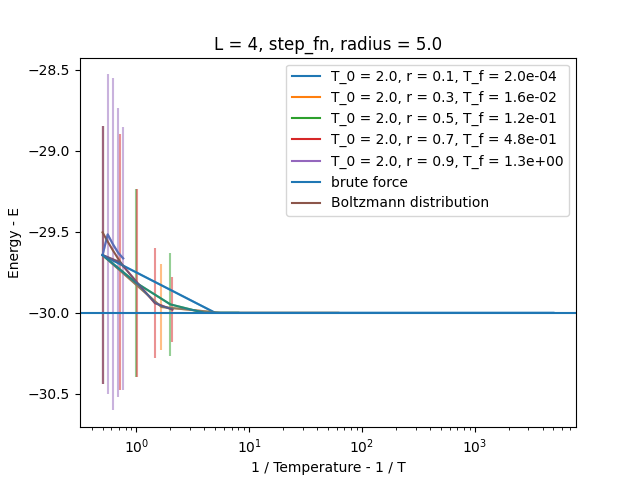 L = 4, step_fn, radius = 5.0
T_0 = 2.0, r = 0.1, T_f = 2.0e-04
T_0 = 2.0, r = 0.3, T_f = 1.6e-02
T_0 = 2.0, r = 0.5, T_f = 1.2e-01
T_0 = 2.0, r = 0.7, T_f = 4.8e-01
T_0 = 2.0, r = 0.9, T_f = 1.3e+00
brute force
Boltzmann distribution
Energy - E
−28.5
−29.0
−29.5
−30.0
−30.5
10⁰
10¹
10²
10³
1 / Temperature - 1 / T